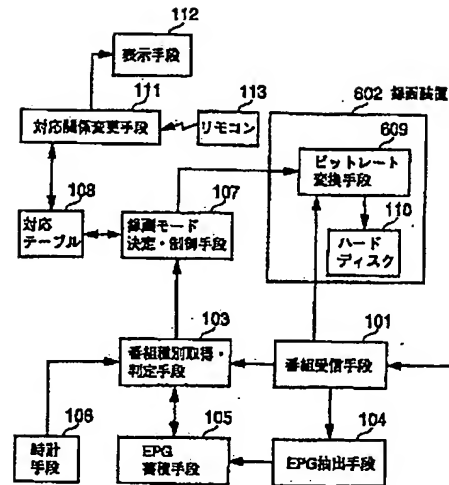 112
表示手段
111
対応関係変更手段
113
リモコン
602 録画装置
609
ビットレート
変換手段
108
対応
テーブル
107
録画モード
決定・制御手段
110
ハード
ディスク
103
番組種別取得・
判定手段
101
番組受信手段
106
時計
手段
105
EPG
蓄積手段
104
EPG抽出手段